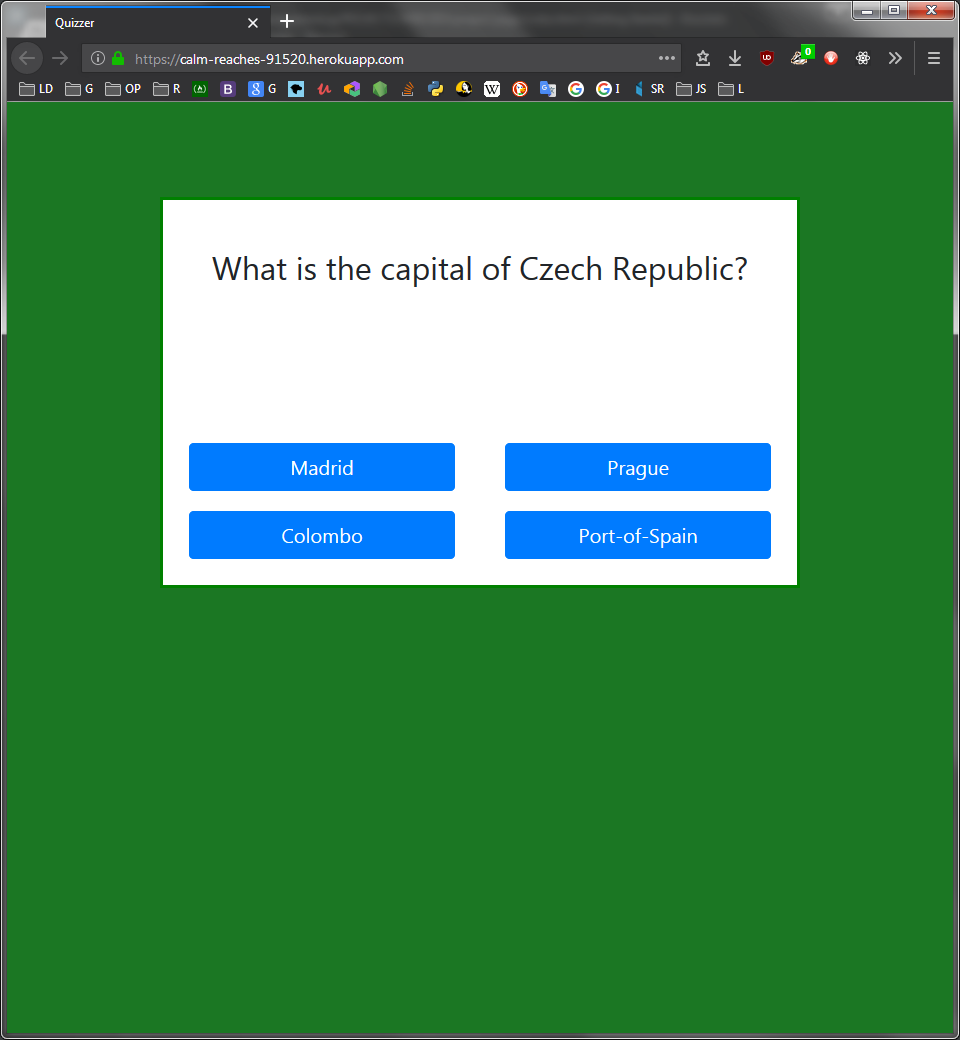 Quizzer
https://calm-reaches-91520.herokuapp.com
0
LD G OP R B G W G G I SR JS L
What is the capital of Czech Republic?
Madrid Prague
Colombo Port-of-Spain